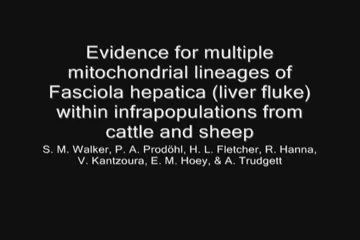 Evidence for multiple
mitochondrial lineages of
Fasciola hepatica (liver fluke)
within infrapopulations from
cattle and sheep
S. M. Walker, P. A. Prodöhl, H. L. Fletcher, R. Hanna,
V. Kantzoura, E. M. Hoey, & A. Trudgett